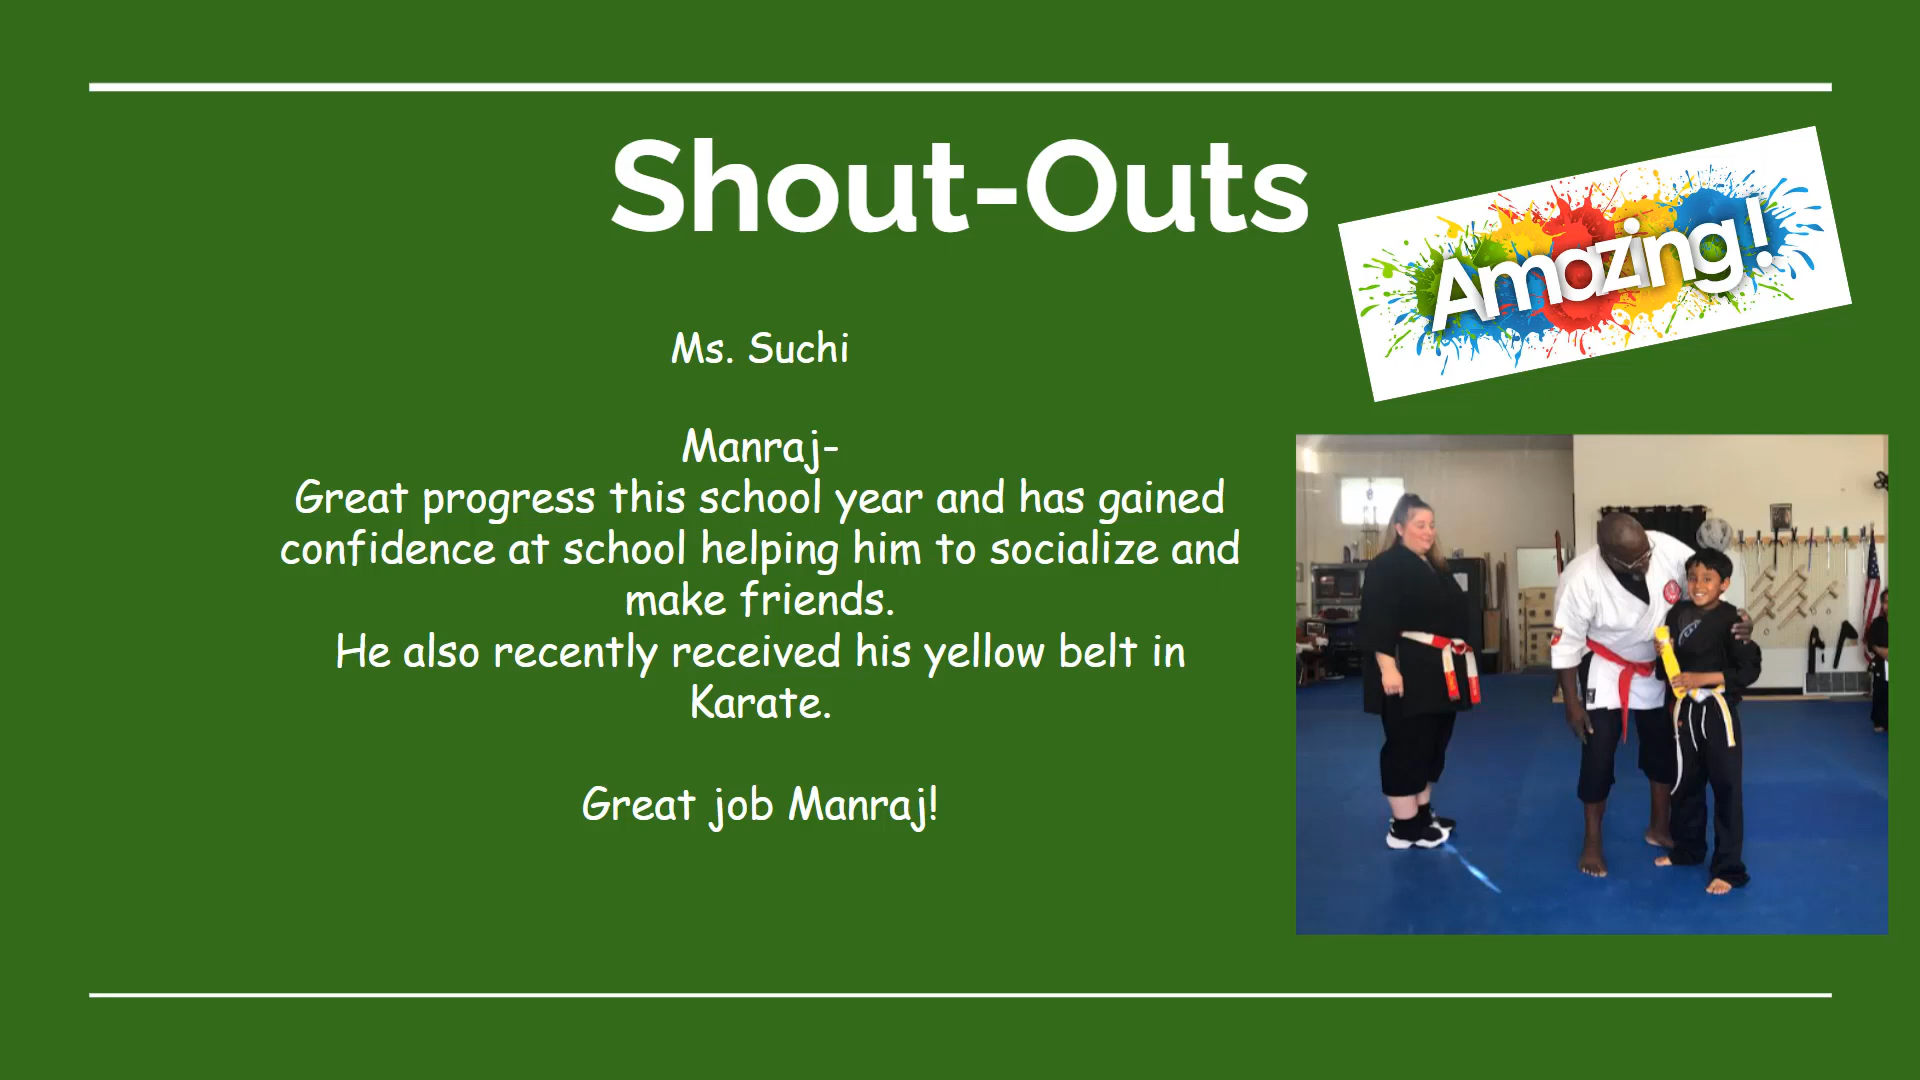 Shout-Outs
Amazing!
Ms. Suchi
Manraj-
Great progress this school year and has gained
confidence at school helping him to socialize and
make friends.
He also recently received his yellow belt in
Karate.
Great job Manraj!